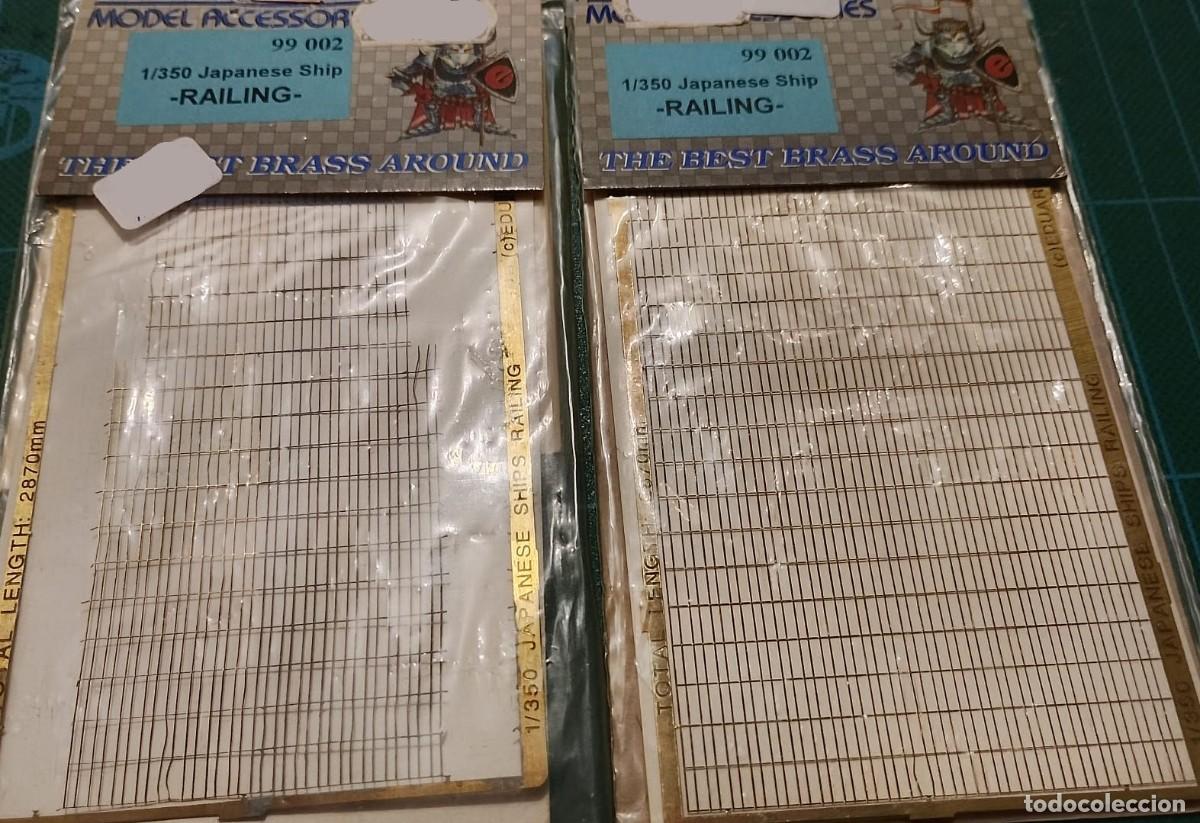 MODEL ACCESSOR
99 002
1/350 Japanese Ship
-RAILING-
THE BEST BRASS AROUND
(c)EDU
LENGTH: 2870mm
1/350 JAPANESE SHIPS RAILING
99 002
1/350 Japanese Ship
-RAILING-
THE BEST BRASS AROUND
(c)EDUAR
TOTAL
1/350 JAPANESE SHIPS RAILING
e
e
todocoleccion